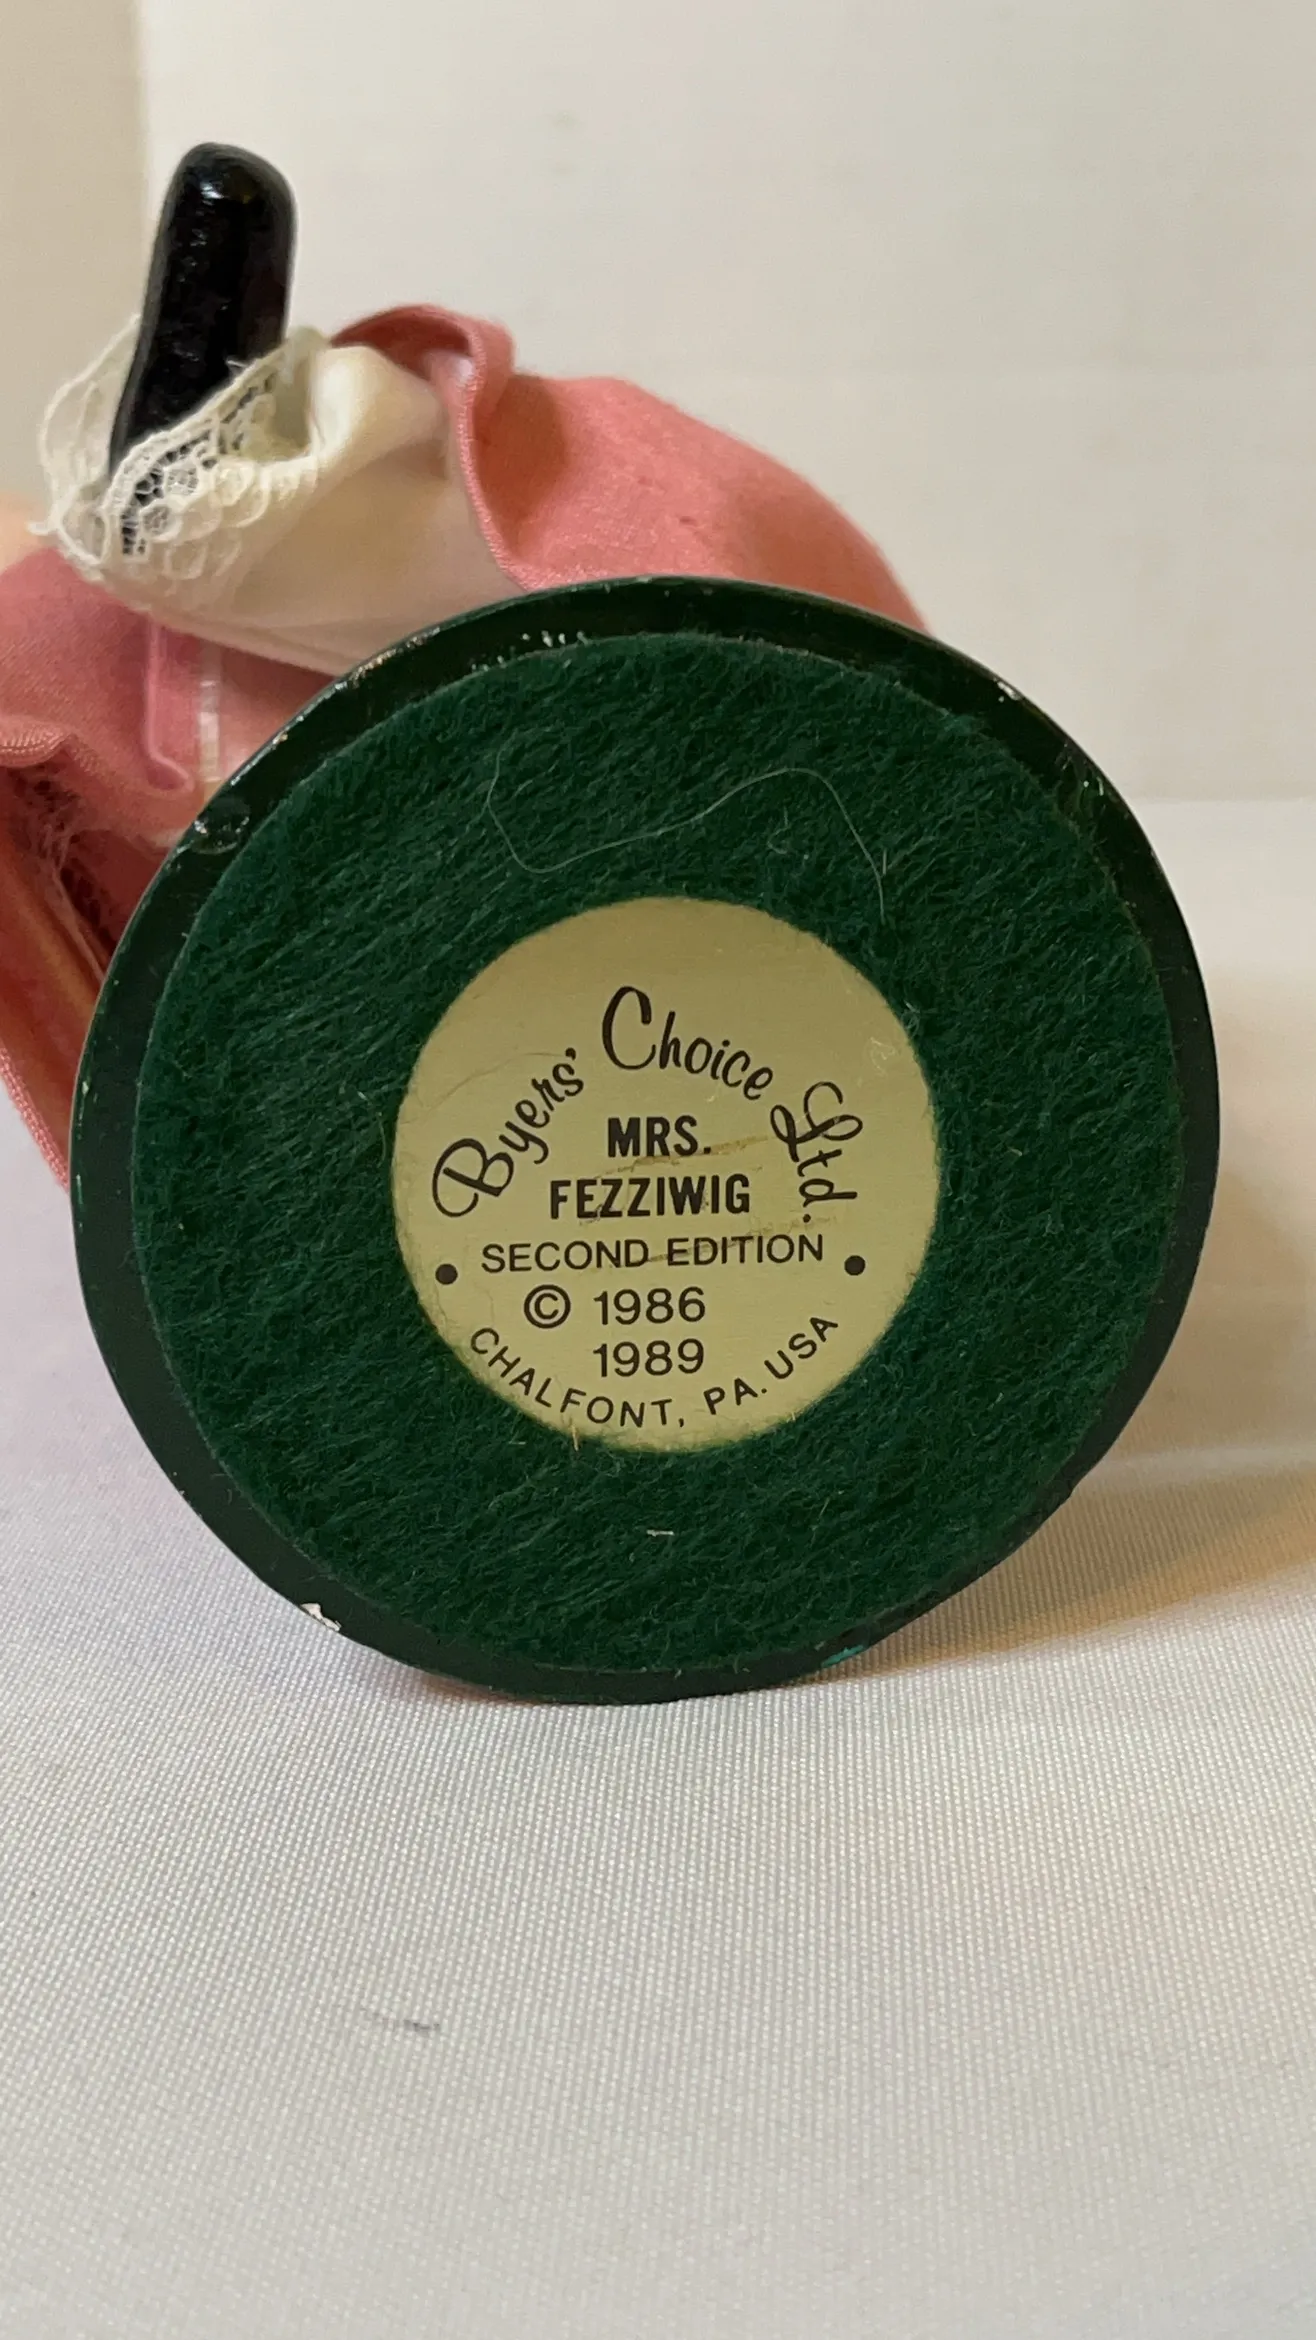 Byers' Choice Ltd.
MRS.
FEZZIWIG
SECOND EDITION
© 1986
1989
CHALFONT, PA. USA